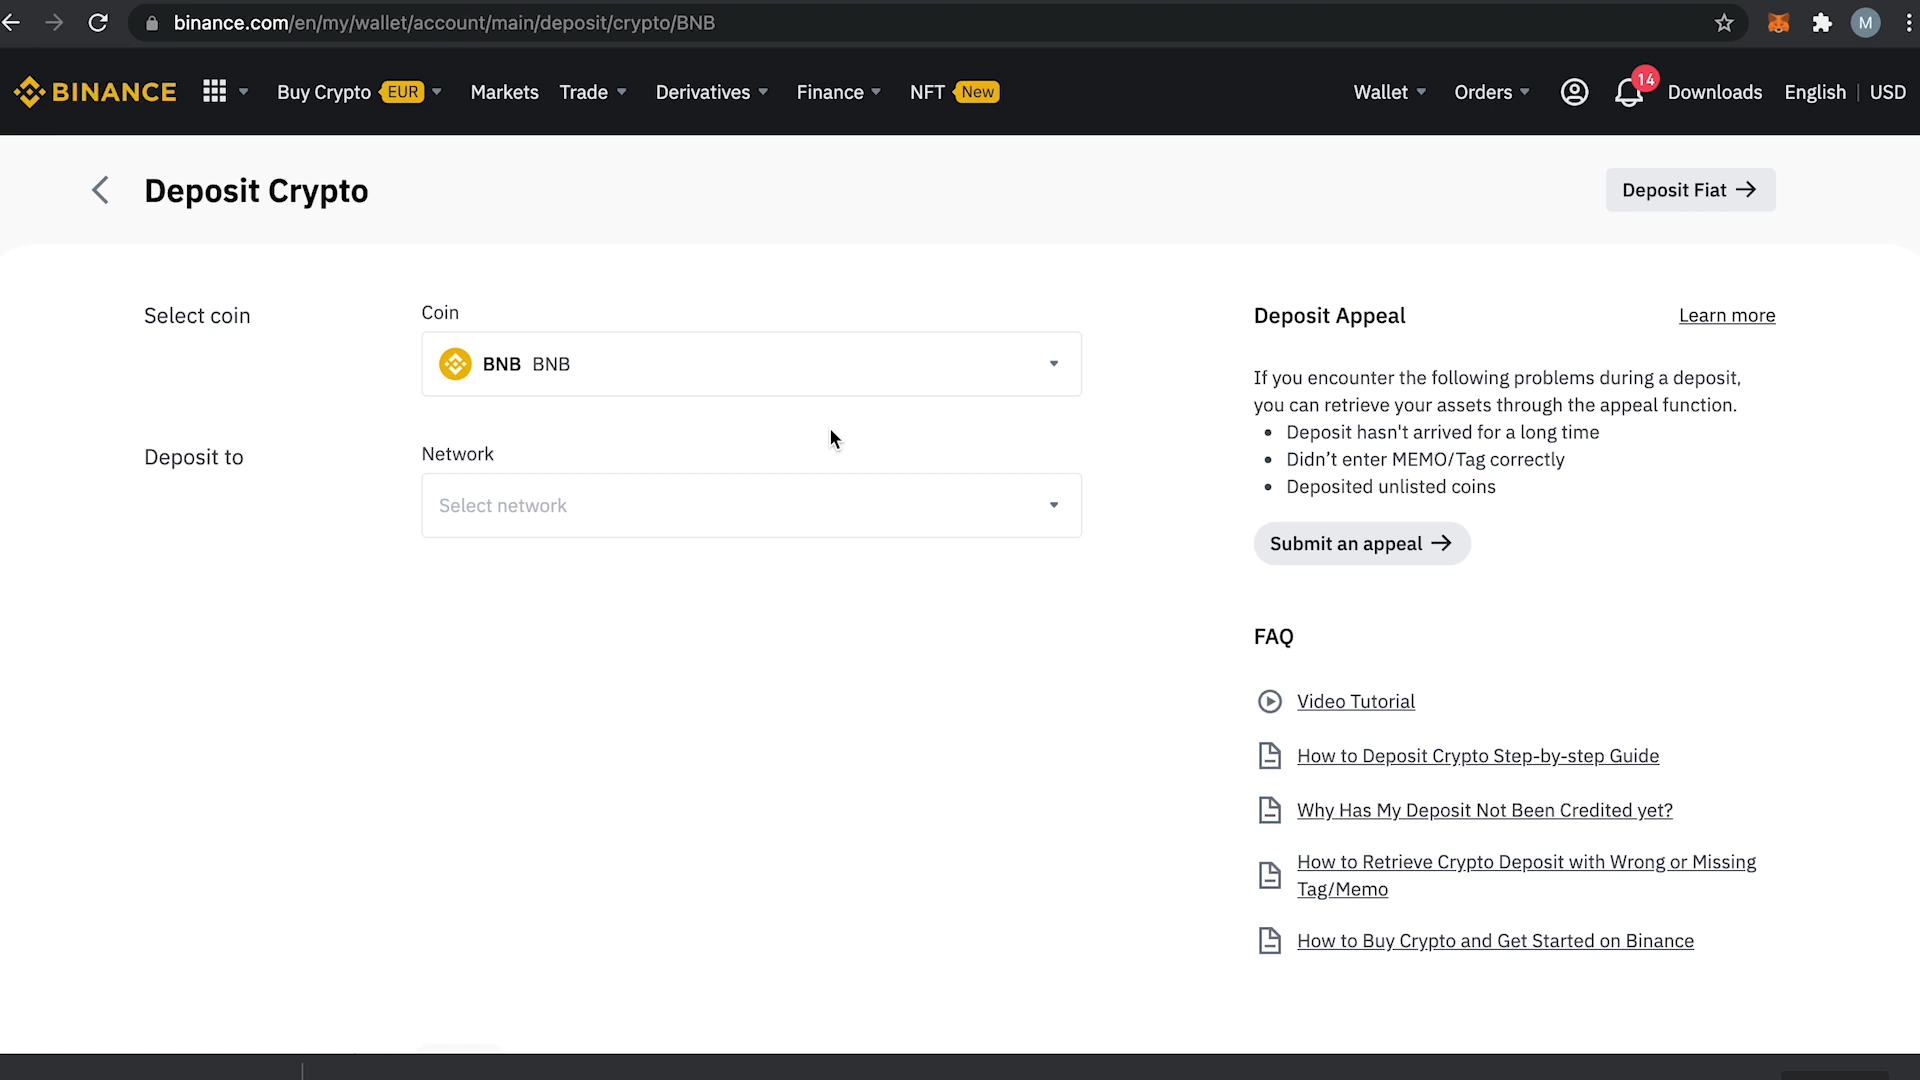 binance.com/en/my/wallet/account/main/deposit/crypto/BNB
M
BINANCE
Buy Crypto EUR
Markets
Trade
Derivatives
Finance
NFT New
Wallet
Orders
14
Downloads
English
USD
Deposit Crypto
Deposit Fiat →
Select coin
Coin
BNB BNB
Deposit to
Network
Select network
Deposit Appeal
Learn more
If you encounter the following problems during a deposit,
you can retrieve your assets through the appeal function.
• Deposit hasn't arrived for a long time
• Didn’t enter MEMO/Tag correctly
• Deposited unlisted coins
Submit an appeal →
FAQ
Video Tutorial
How to Deposit Crypto Step-by-step Guide
Why Has My Deposit Not Been Credited yet?
How to Retrieve Crypto Deposit with Wrong or Missing
Tag/Memo
How to Buy Crypto and Get Started on Binance